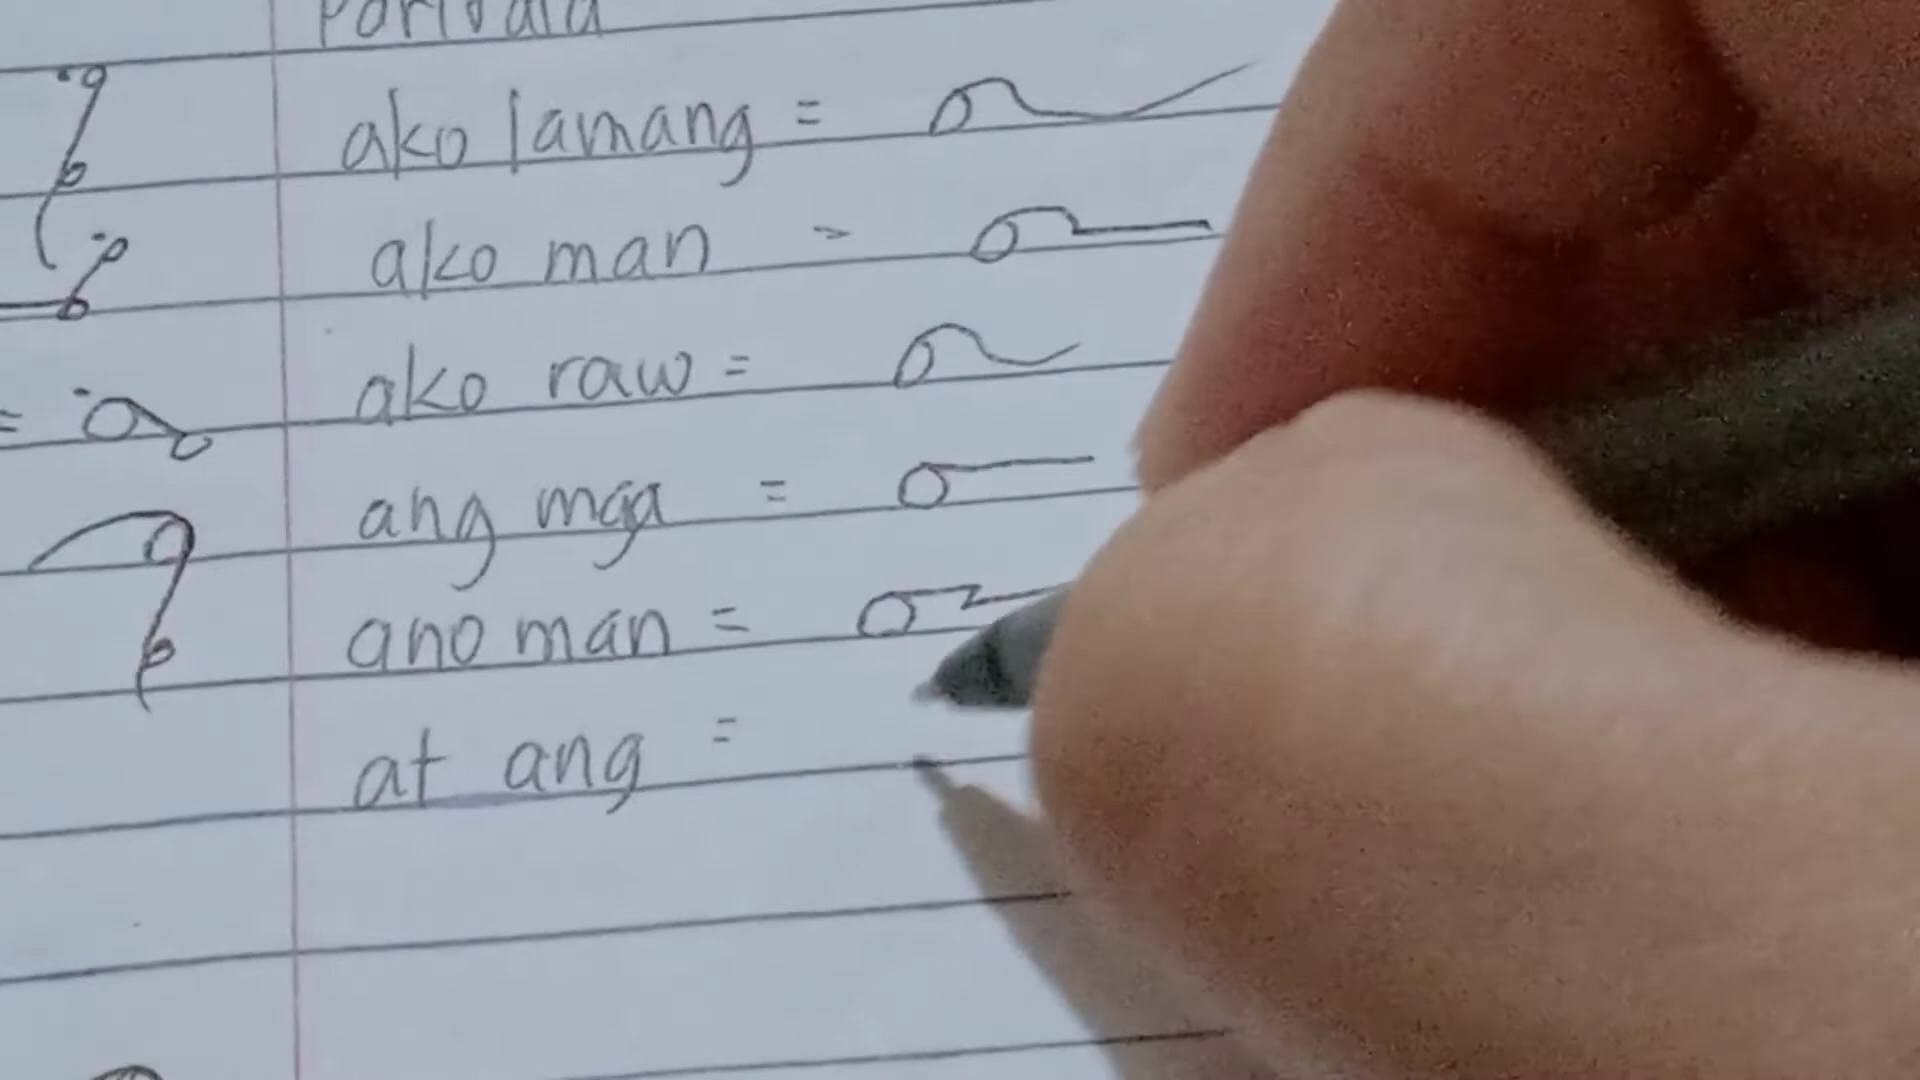 ako lamang =
ako man =
ako raw =
=
ang mga =
ano man =
at ang =